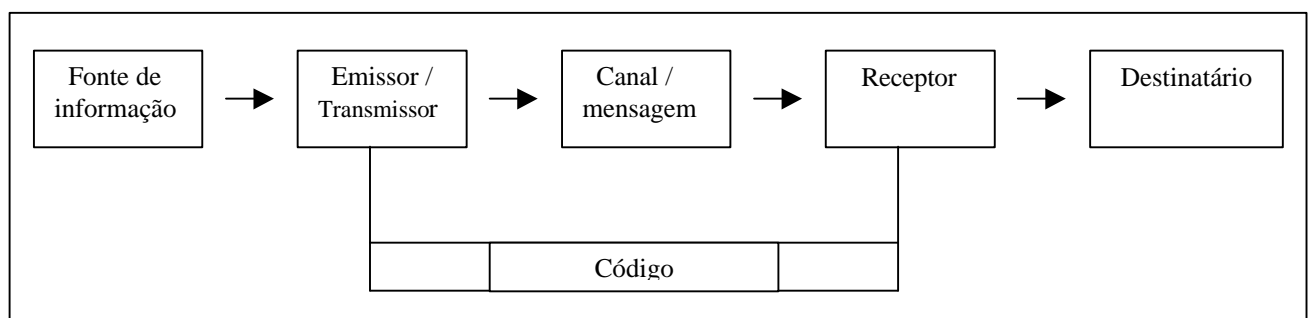 Fonte de
informação
Emissor /
Transmissor
Canal /
mensagem
Receptor
Destinatário
Código